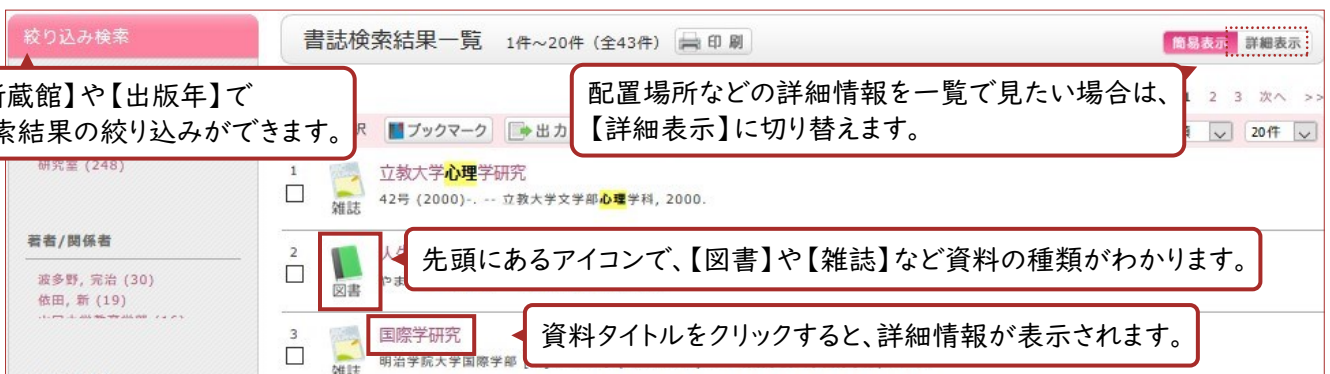 絞り込み検索
書誌検索結果一覧 1件～20件 (全43件) 印刷
簡易表示 詳細表示
蔵館】や【出版年】で
索結果の絞り込みができます。
配置場所などの詳細情報を一覧で見たい場合は、
【詳細表示】に切り替えます。
2 3 次へ >>
ブックマーク 出力
20件
研究室 (248)
1
立教大学心理学研究
雑誌
42号 (2000)-. -- 立教大学文学部心理学科, 2000.
著者/関係者
波多野, 完治 (30)
依田, 新 (19)
2
図書
先頭にあるアイコンで、【図書】や【雑誌】など資料の種類がわかります。
3
国際学研究
雑誌
明治学院大学国際学部
資料タイトルをクリックすると、詳細情報が表示されます。